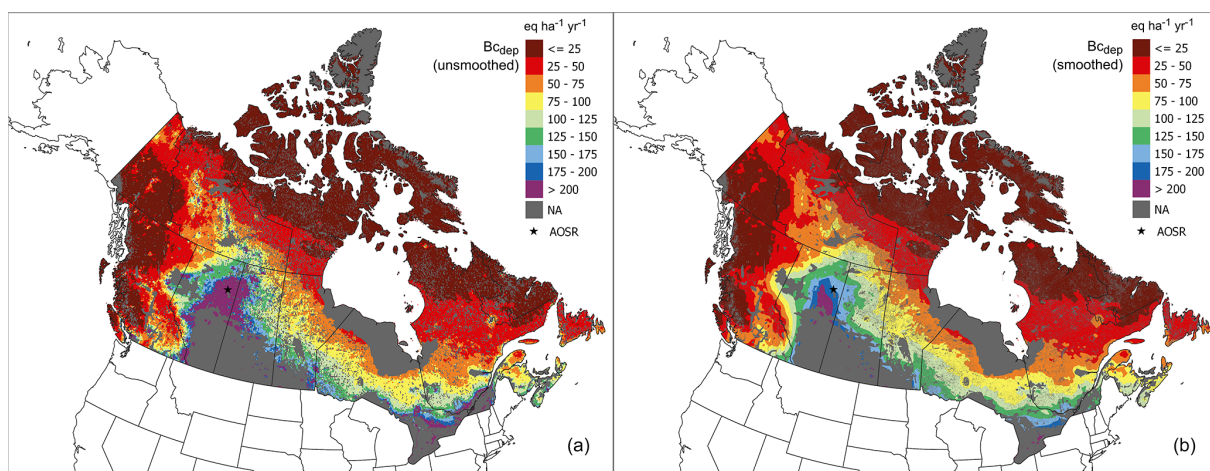 eq ha⁻¹ yr⁻¹
Bc_dep
(unsmoothed)
<= 25
25 - 50
50 - 75
75 - 100
100 - 125
125 - 150
150 - 175
175 - 200
> 200
NA
★ AOSR
(a)
eq ha⁻¹ yr⁻¹
Bc_dep
(smoothed)
<= 25
25 - 50
50 - 75
75 - 100
100 - 125
125 - 150
150 - 175
175 - 200
> 200
NA
★ AOSR
(b)